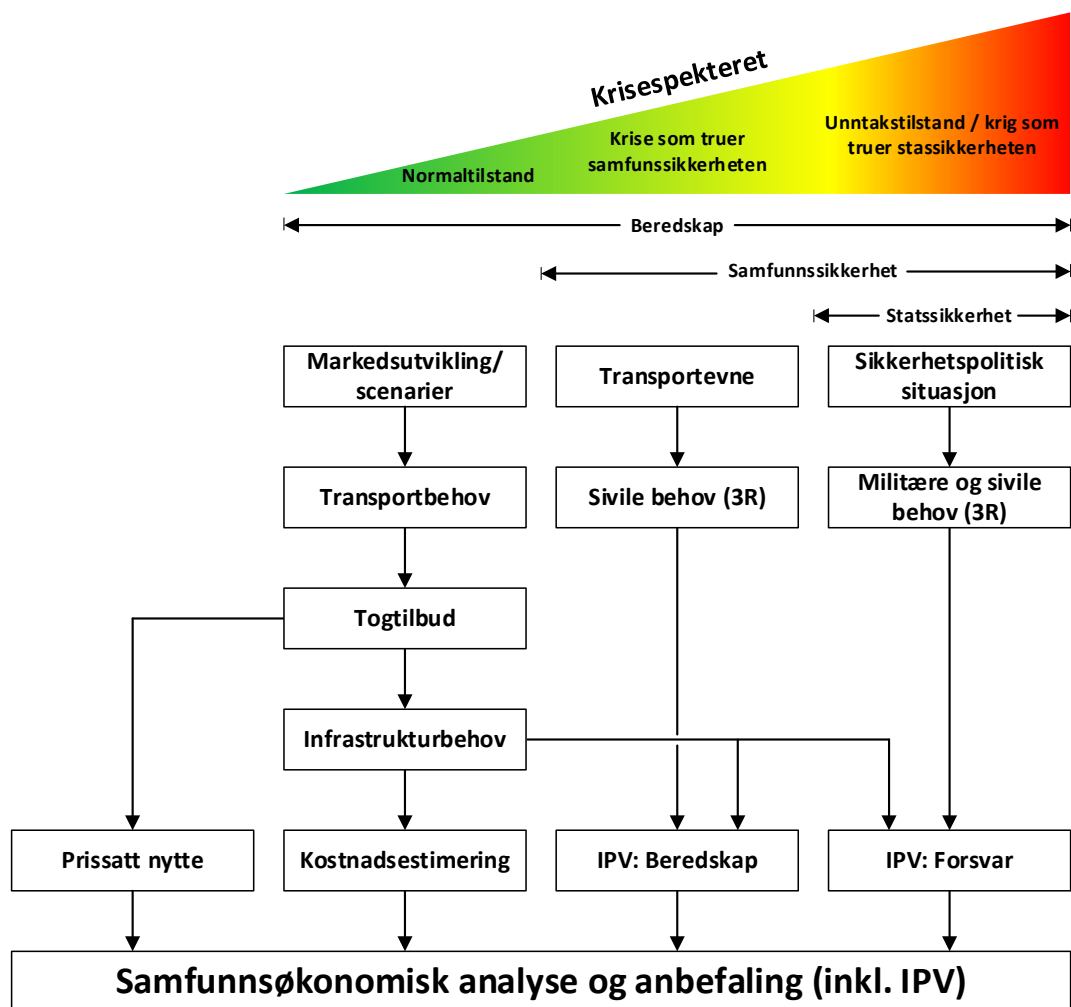 Krisespekteret
Krise som truer
samfunssikkerheten
Unntakstilstand / krig som
truer stassikkerheten
Normaltilstand
Beredskap
Samfunnssikkerhet
Statssikkerhet
Markedsutvikling/
scenarier
Transportevne
Sikkerhetspolitisk
situasjon
Transportbehov
Sivile behov (3R)
Militære og sivile
behov (3R)
Togtilbud
Infrastrukturbehov
Prissatt nytte
Kostnadsestimering
IPV: Beredskap
IPV: Forsvar
Samfunnsøkonomisk analyse og anbefaling (inkl. IPV)